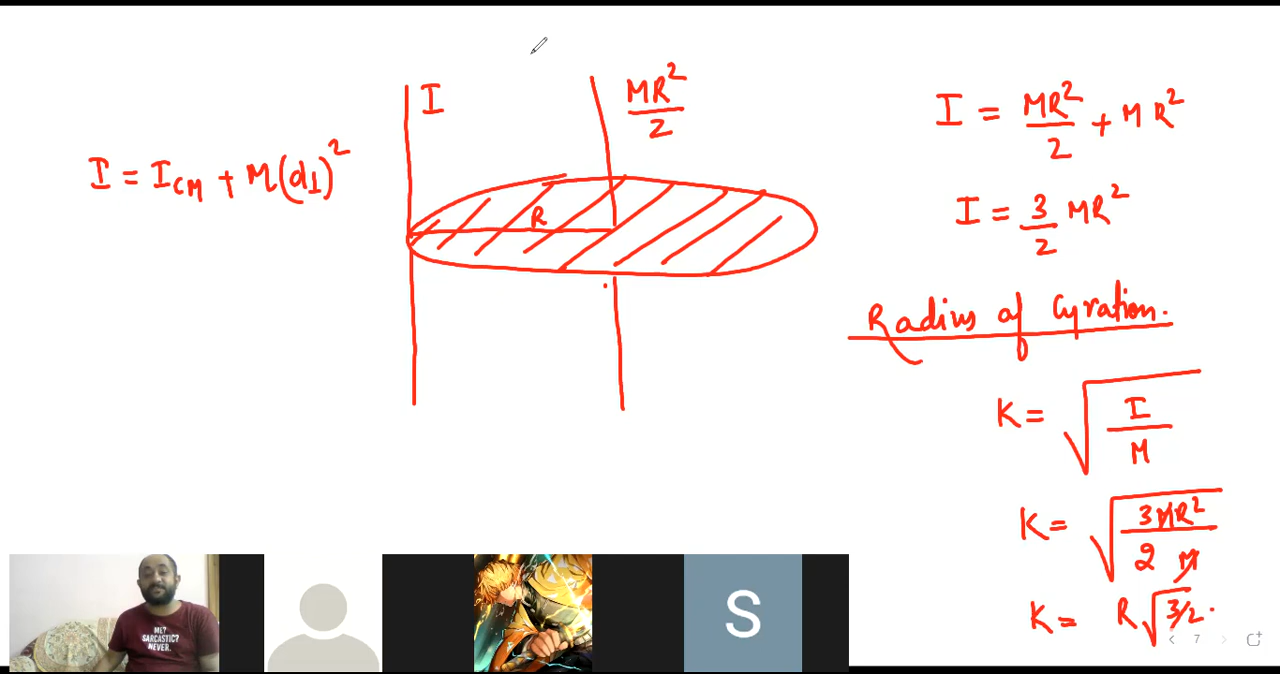 I
MR²/2
I = I_CM + M(d⊥)²
R
I = MR²/2 + MR²
I = 3/2 MR²
Radius of Gyration.
K = √(I/M)
K = √(3MR²/2M)
K = R√3/2.
ME?
SARCASTIC?
NEVER.
S
7